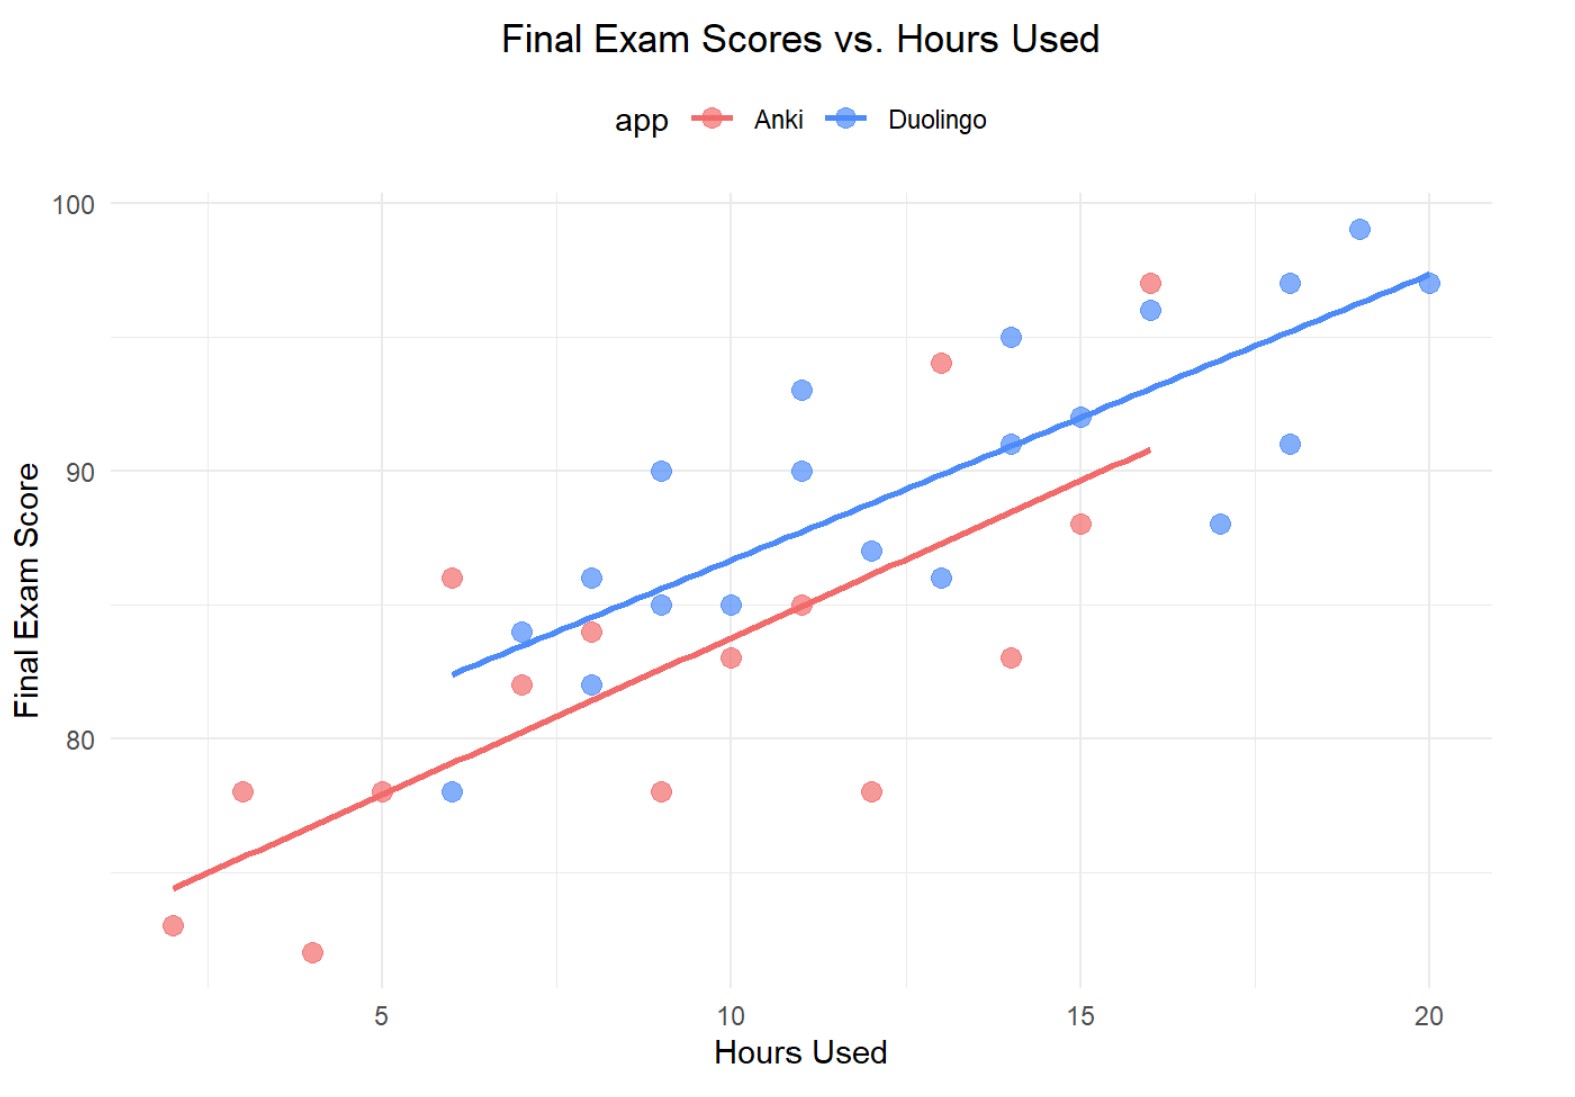 Final Exam Scores vs. Hours Used
app Anki Duolingo
100
90
80
Final Exam Score
5 10 15 20
Hours Used